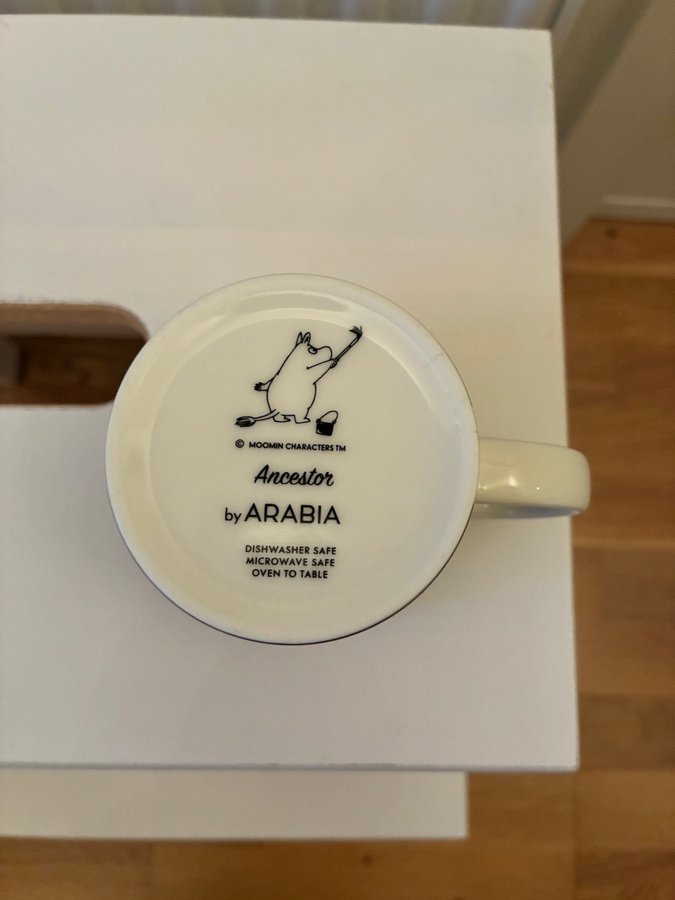 © MOOMIN CHARACTERS TM
Ancestor
by ARABIA
DISHWASHER SAFE
MICROWAVE SAFE
OVEN TO TABLE